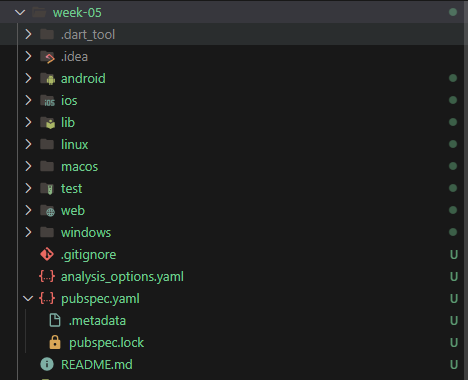 week-05
.dart_tool
.idea
android
ios
lib
linux
macos
test
web
windows
.gitignore U
analysis_options.yaml U
pubspec.yaml U
.metadata U
pubspec.lock U
README.md U